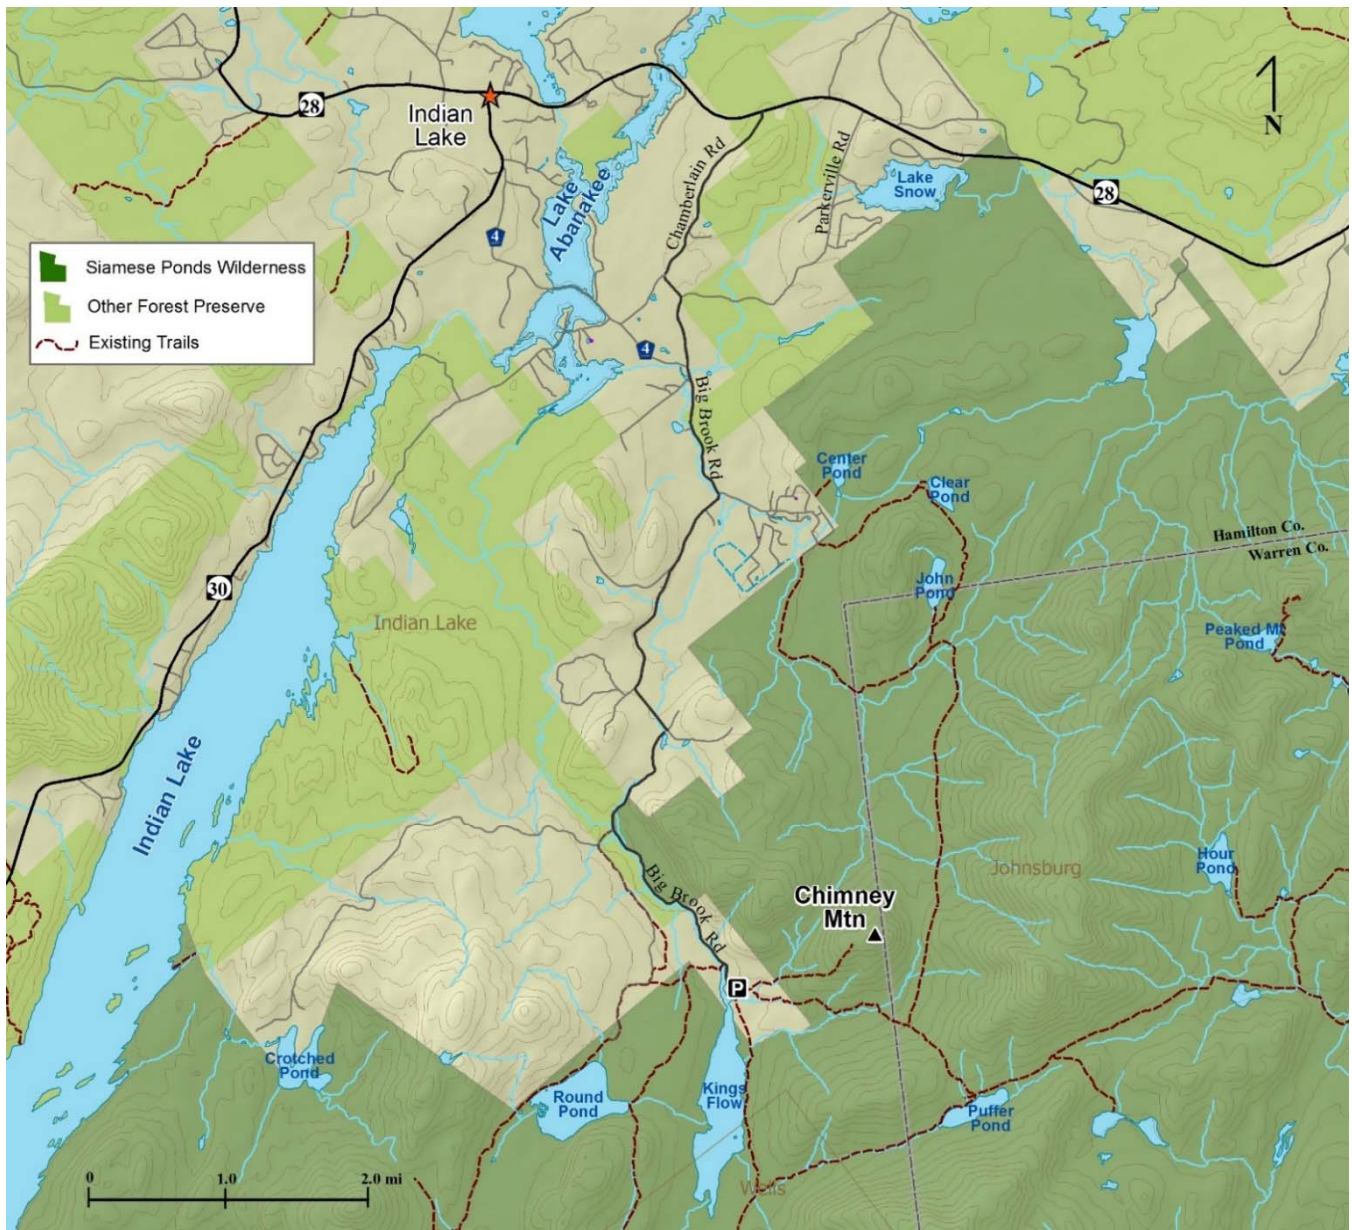 28
Indian
Lake
N
Chamberlain Rd
Parkerville Rd
Lake
Snow
28
Lake
Abanakee
4
Siamese Ponds Wilderness
Other Forest Preserve
Existing Trails
4
Big Brook Rd
Center
Pond
Clear
Pond
Hamilton Co.
Warren Co.
John
Pond
30
Indian Lake
Peaked Mt
Pond
Indian Lake
Hour
Pond
Johnsburg
Big Brook Rd
Chimney
Mtn
P
Crotched
Pond
Round
Pond
Kings
Flow
Puffer
Pond
Wells
0 1.0 2.0 mi